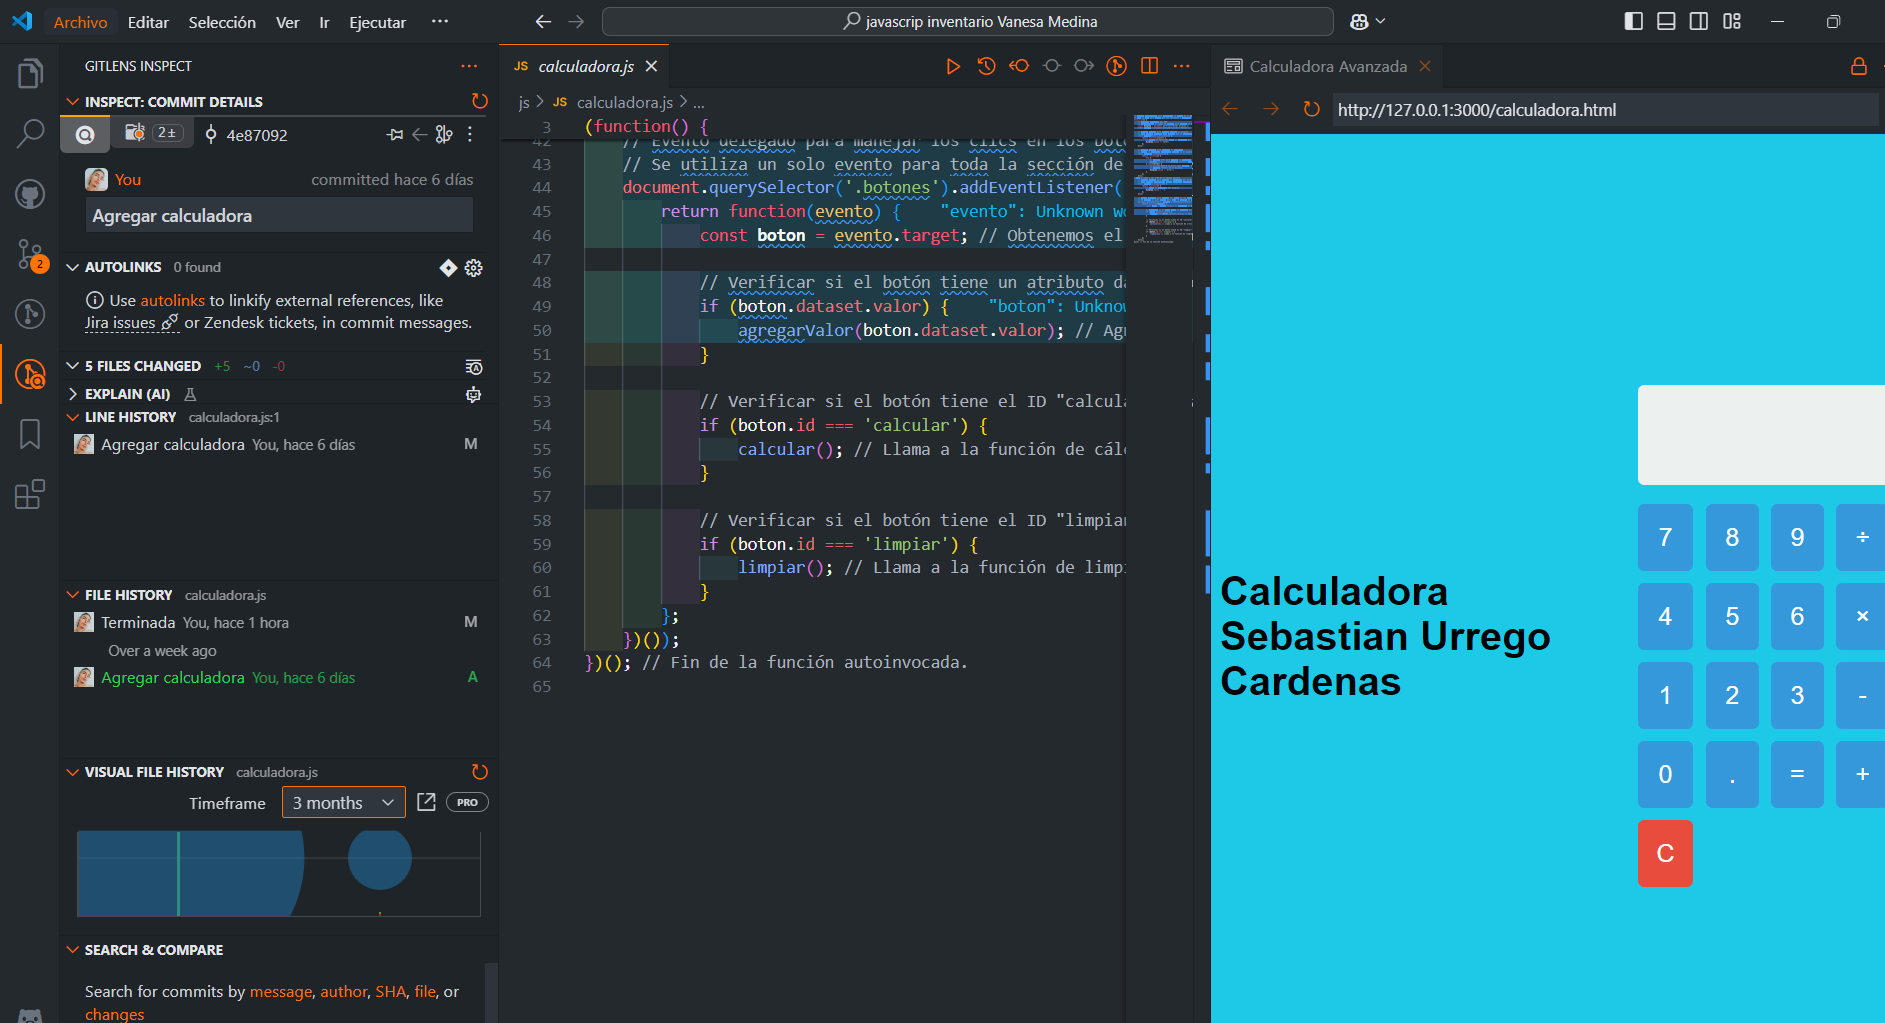 Archivo Editar Selección Ver Ir Ejecutar ··· javascrip inventario Vanesa Medina
GITLENS INSPECT
INSPECT: COMMIT DETAILS
2± 4e87092
You committed hace 6 días
Agregar calculadora
AUTOLINKS 0 found
Use autolinks to linkify external references, like
Jira issues or Zendesk tickets, in commit messages.
5 FILES CHANGED +5 ~0 -0
EXPLAIN (AI)
LINE HISTORY calculadora.js:1
Agregar calculadora You, hace 6 días M
FILE HISTORY calculadora.js
Terminada You, hace 1 hora M
Over a week ago
Agregar calculadora You, hace 6 días A
VISUAL FILE HISTORY calculadora.js
Timeframe 3 months PRO
SEARCH & COMPARE
Search for commits by message, author, SHA, file, or
changes
2
JS calculadora.js
js > JS calculadora.js > ...
3 (function() {
42 // Evento delegado para manejar los clics en los bot
43 // Se utiliza un solo evento para toda la sección de
44 document.querySelector('.botones').addEventListener(
45 return function(evento) { "evento": Unknown w
46 const boton = evento.target; // Obtenemos el
47
48 // Verificar si el botón tiene un atributo da
49 if (boton.dataset.valor) { "boton": Unknow
50 agregarValor(boton.dataset.valor); // Ag
51 }
52
53 // Verificar si el botón tiene el ID "calcula
54 if (boton.id === 'calcular') {
55 calcular(); // Llama a la función de cálc
56 }
57
58 // Verificar si el botón tiene el ID "limpiar
59 if (boton.id === 'limpiar') {
60 limpiar(); // Llama a la función de limpi
61 }
62 };
63 })());
64 })(); // Fin de la función autoinvocada.
65
Calculadora Avanzada
http://127.0.0.1:3000/calculadora.html
Calculadora
Sebastian Urrego
Cardenas
7 8 9 ÷
4 5 6 ×
1 2 3 -
0 . = +
C